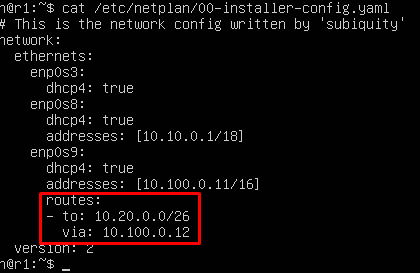 n@r1:~$ cat /etc/netplan/00-installer-config.yaml
# This is the network config written by 'subiquity'
network:
  ethernets:
    enp0s3:
      dhcp4: true
    enp0s8:
      dhcp4: true
      addresses: [10.10.0.1/18]
    enp0s9:
      dhcp4: true
      addresses: [10.100.0.11/16]
      routes:
      - to: 10.20.0.0/26
        via: 10.100.0.12
  version: 2
n@r1:~$ _